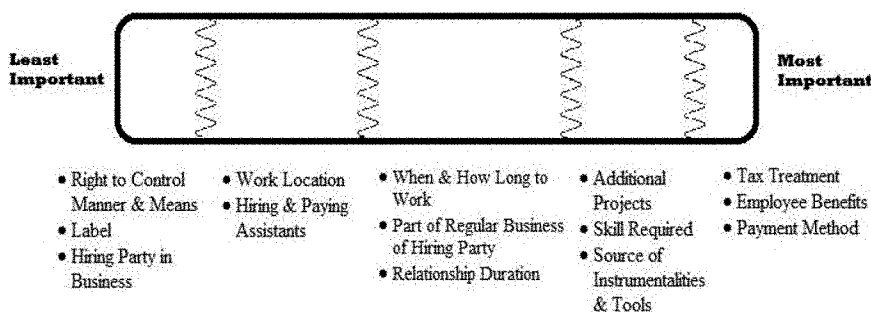 Least
Important
Most
Important
• Right to Control
Manner & Means
• Label
• Hiring Party in
Business
• Work Location
• Hiring & Paying
Assistants
• When & How Long to
Work
• Part of Regular Business
of Hiring Party
• Relationship Duration
• Additional
Projects
• Skill Required
• Source of
Instrumentalities
& Tools
• Tax Treatment
• Employee Benefits
• Payment Method